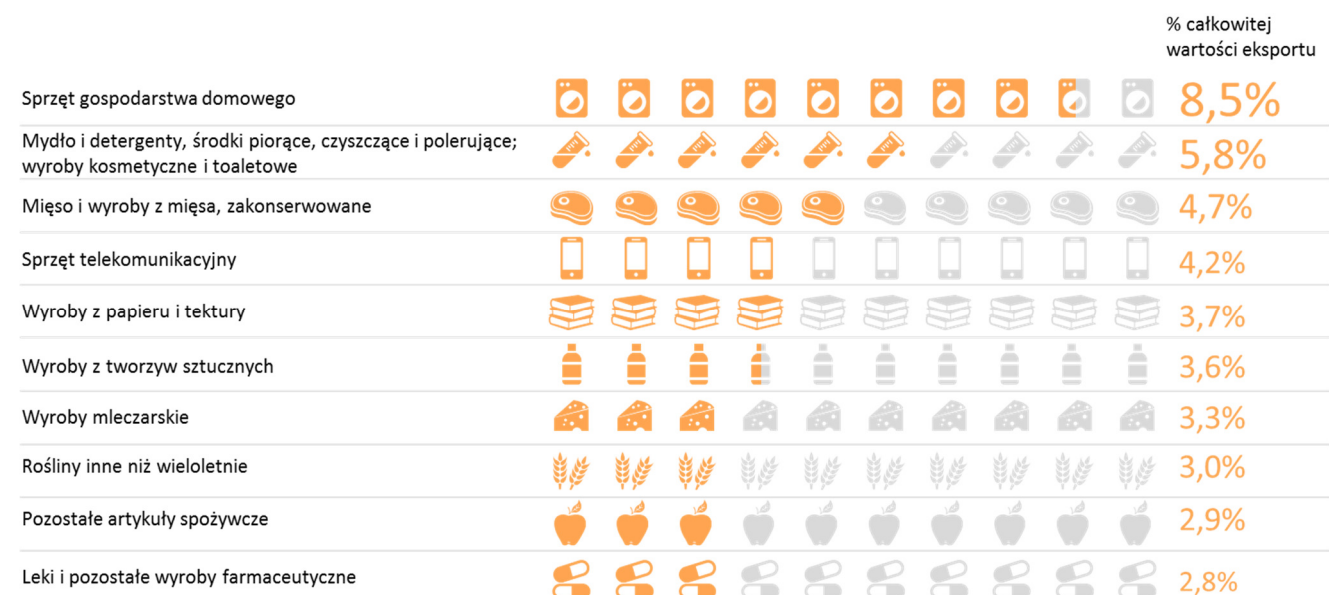 % całkowitej
wartości eksportu
Sprzęt gospodarstwa domowego
8,5%
Mydło i detergenty, środki piorące, czyszczące i polerujące;
wyroby kosmetyczne i toaletowe
5,8%
Mięso i wyroby z mięsa, zakonserwowane
4,7%
Sprzęt telekomunikacyjny
4,2%
Wyroby z papieru i tektury
3,7%
Wyroby z tworzyw sztucznych
3,6%
Wyroby mleczarskie
3,3%
Rośliny inne niż wieloletnie
3,0%
Pozostałe artykuły spożywcze
2,9%
Leki i pozostałe wyroby farmaceutyczne
2,8%